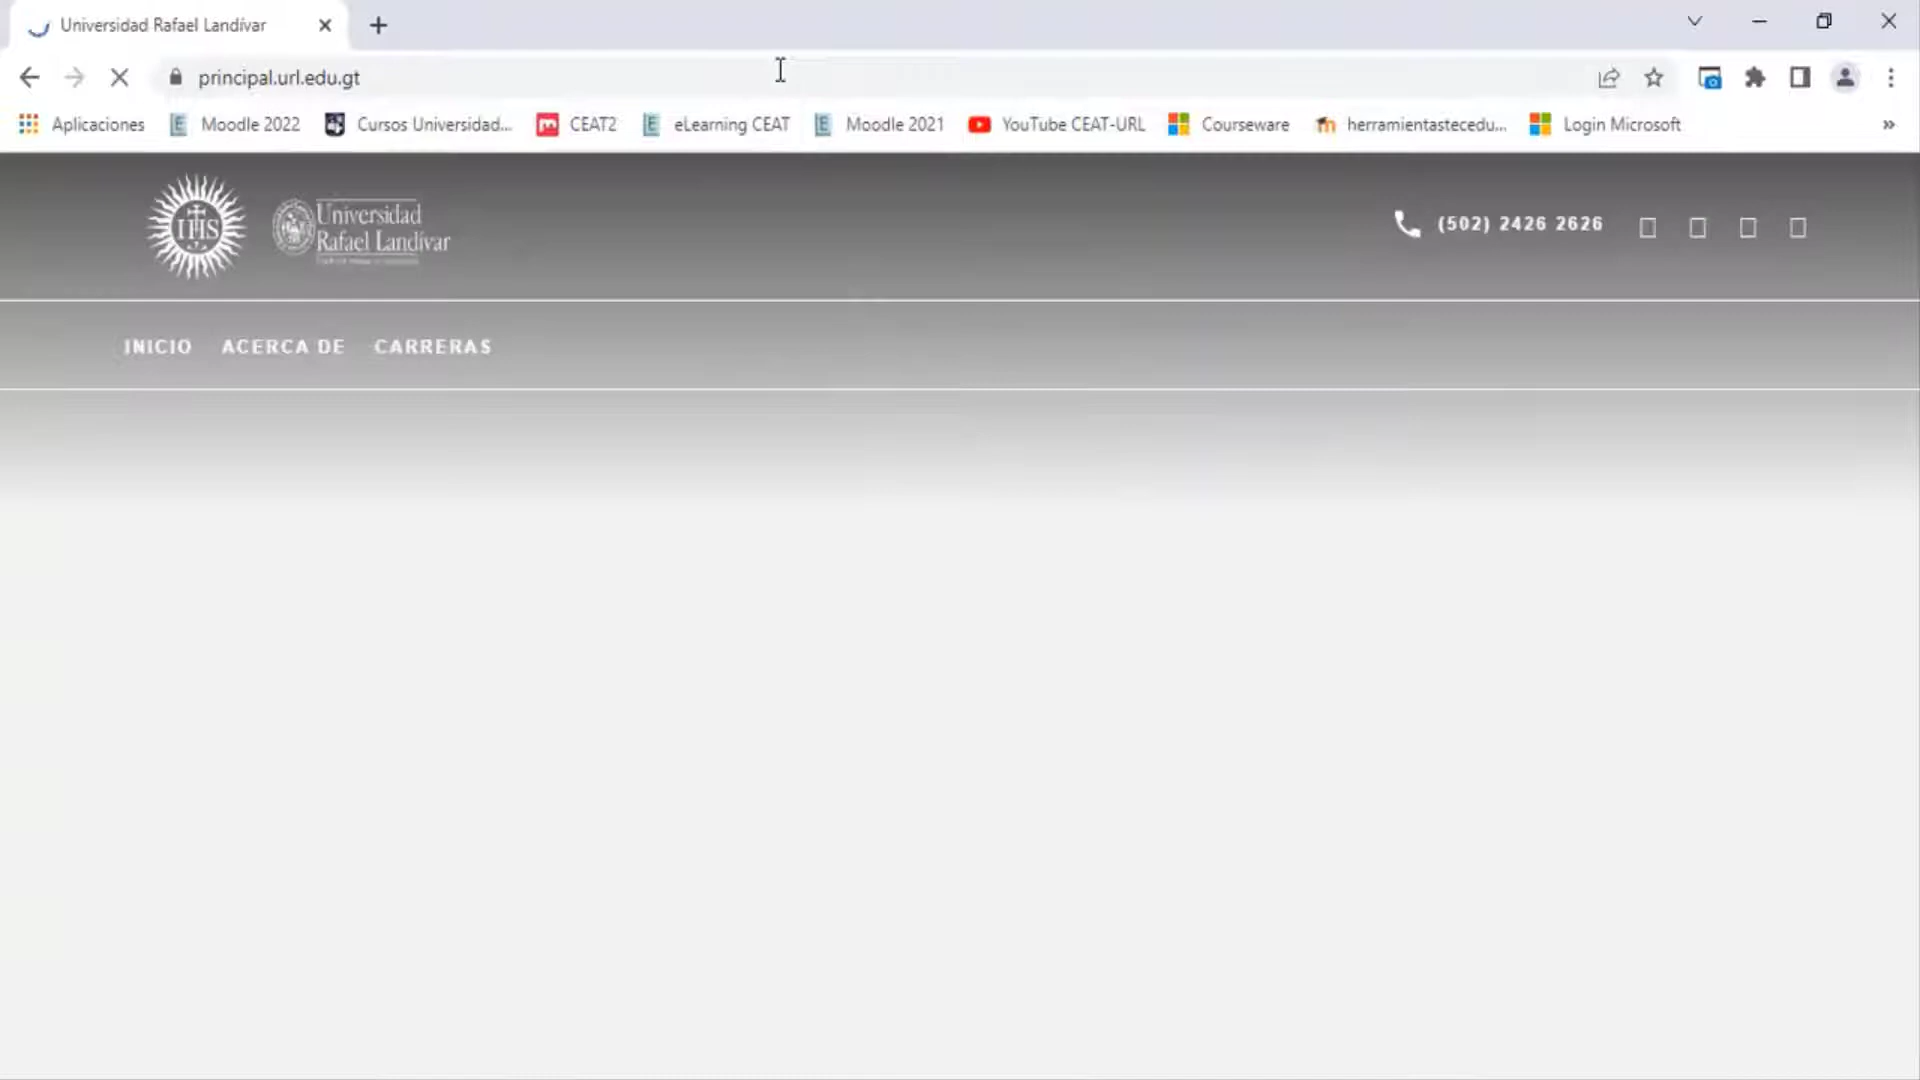 Universidad Rafael Landívar
principal.url.edu.gt
Aplicaciones Moodle 2022 Cursos Universidad... CEAT2 eLearning CEAT Moodle 2021 YouTube CEAT-URL Courseware herramientastecedu... Login Microsoft »
IHS
Universidad
Rafael Landívar
(502) 2426 2626
INICIO ACERCA DE CARRERAS